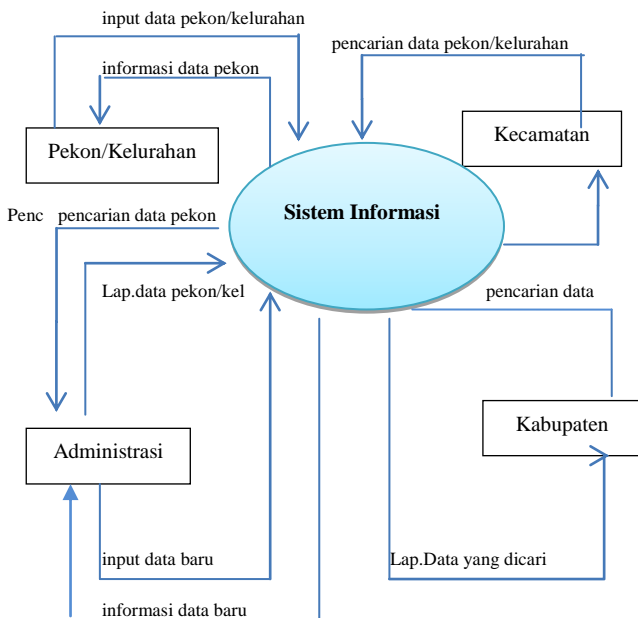 input data pekon/kelurahan
pencarian data pekon/kelurahan
informasi data pekon
Kecamatan
Pekon/Kelurahan
Sistem Informasi
Penc pencarian data pekon
Lap.data pekon/kel
pencarian data
Kabupaten
Administrasi
input data baru
Lap.Data yang dicari
informasi data baru